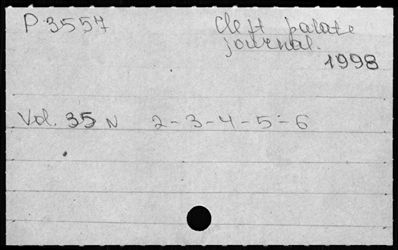 P 3557 Cleft palate
journal.
1998
Vol. 35 N 2-3-4-5-6